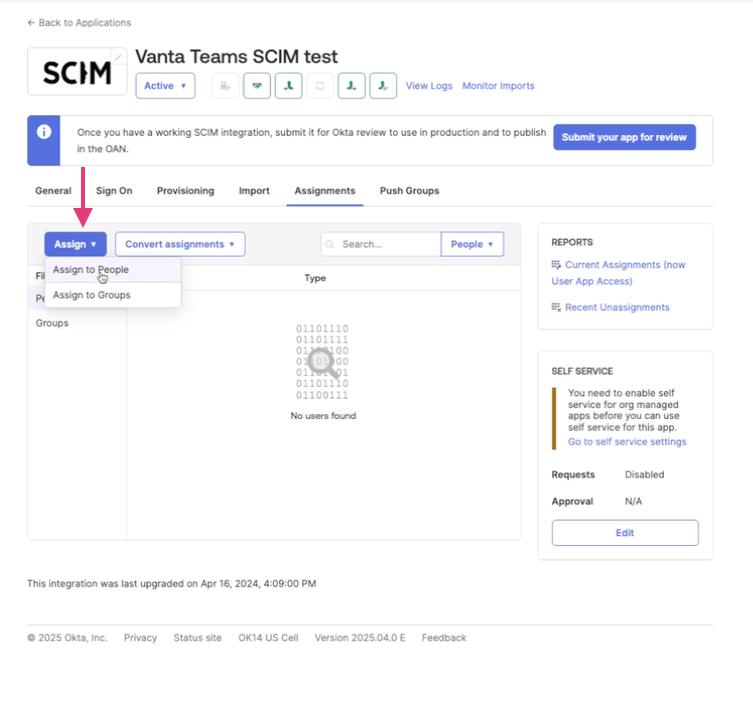 ← Back to Applications
SCIM
Vanta Teams SCIM test
Active ▼
View Logs
Monitor Imports
Once you have a working SCIM integration, submit it for Okta review to use in production and to publish
in the OAN.
Submit your app for review
General
Sign On
Provisioning
Import
Assignments
Push Groups
Assign ▼
Convert assignments ▼
Search...
People ▼
Assign to People
Assign to Groups
Groups
Type
01101110
01101111
No users found
01101110
01100111
REPORTS
Current Assignments (now
User App Access)
Recent Unassignments
SELF SERVICE
You need to enable self
service for org managed
apps before you can use
self service for this app.
Go to self service settings
Requests
Disabled
Approval
N/A
Edit
This integration was last upgraded on Apr 16, 2024, 4:09:00 PM
© 2025 Okta, Inc.
Privacy
Status site
OK14 US Cell
Version 2025.04.0 E
Feedback